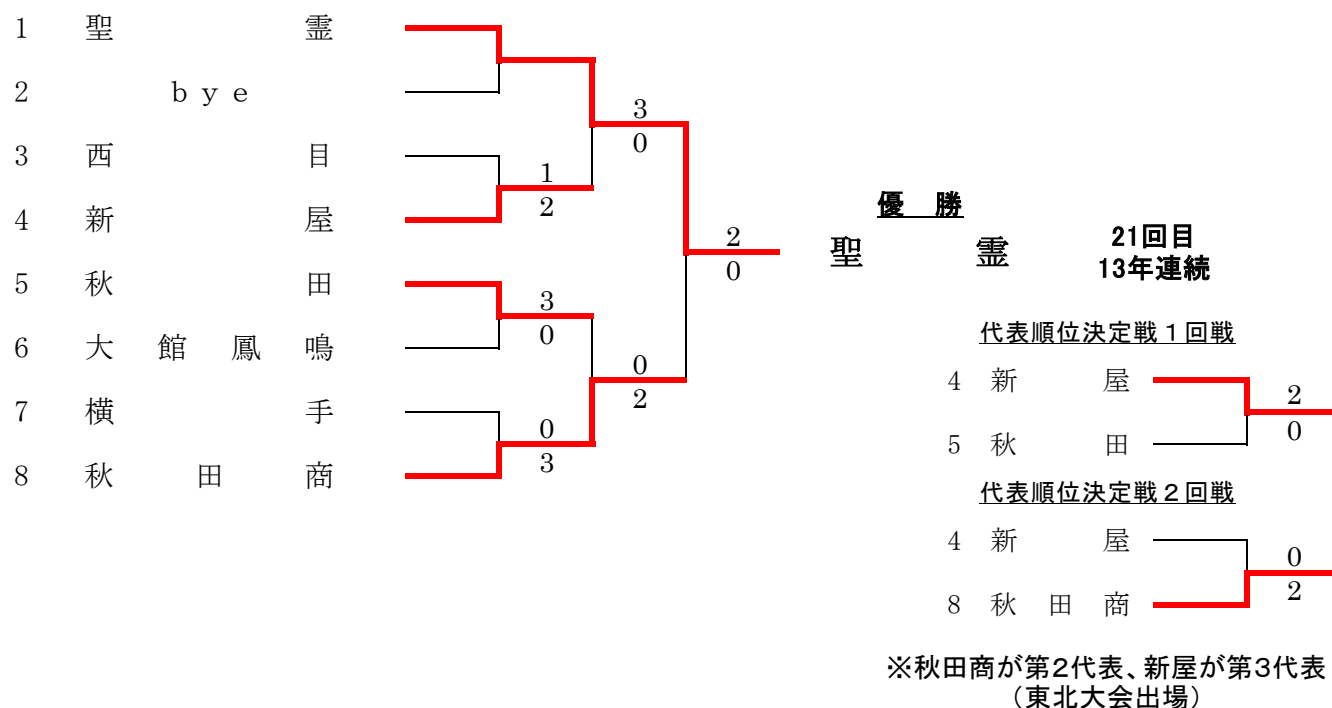 1 聖 霊
2 bye
3 西 目
4 新 屋
5 秋 田
6 大 館 鳳 鳴
7 横 手
8 秋 田 商
3
0
1
2
3
0
0
2
0
3
2
0
優 勝
聖 霊
21回目
13年連続
代表順位決定戦1回戦
4 新 屋
5 秋 田
2
0
代表順位決定戦2回戦
4 新 屋
8 秋 田 商
0
2
※秋田商が第2代表、新屋が第3代表
(東北大会出場)